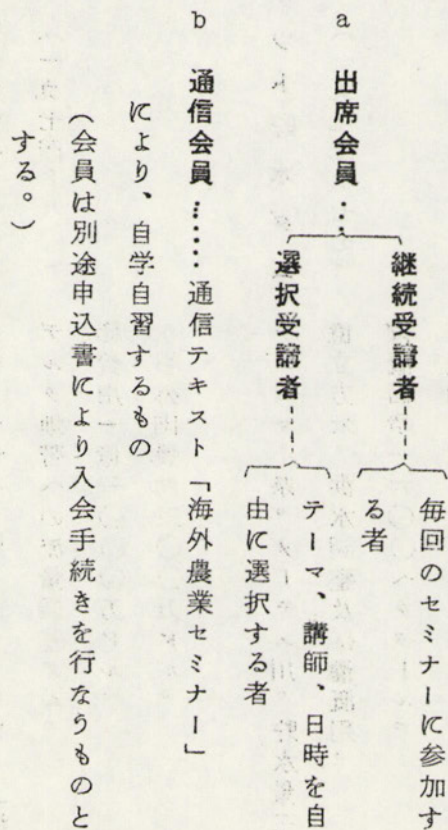 a 出席会員…
継続受講者
毎回のセミナーに参加す
る者
選択受講者
テーマ、講師、日時を自
由に選択する者
b 通信会員……通信テキスト「海外農業セミナー」
により、自学自習するもの
(会員は別途申込書により入会手続きを行なうものと
する。)